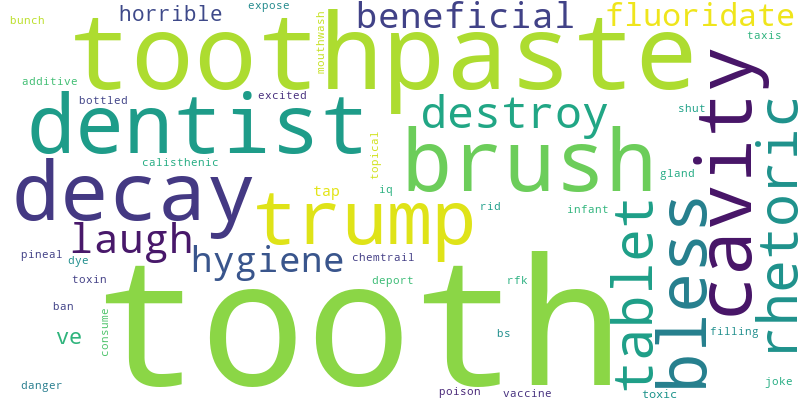 bunch
horrible
expose
beneficial
fluoridate
toothpaste
mouthwash
taxis
additive
bottled
excited
dentist
destroy
shut
cavity
rhetoric
calisthenic
topical
brush
decay
trump
tap
iq
rid
gland
infant
laugh
hygiene
chemtrail
tablet
bless
pineal
dye
toxin
deport
rfk
tooth
ban
consume
ve
bs
filling
danger
poison
vaccine
toxic
joke